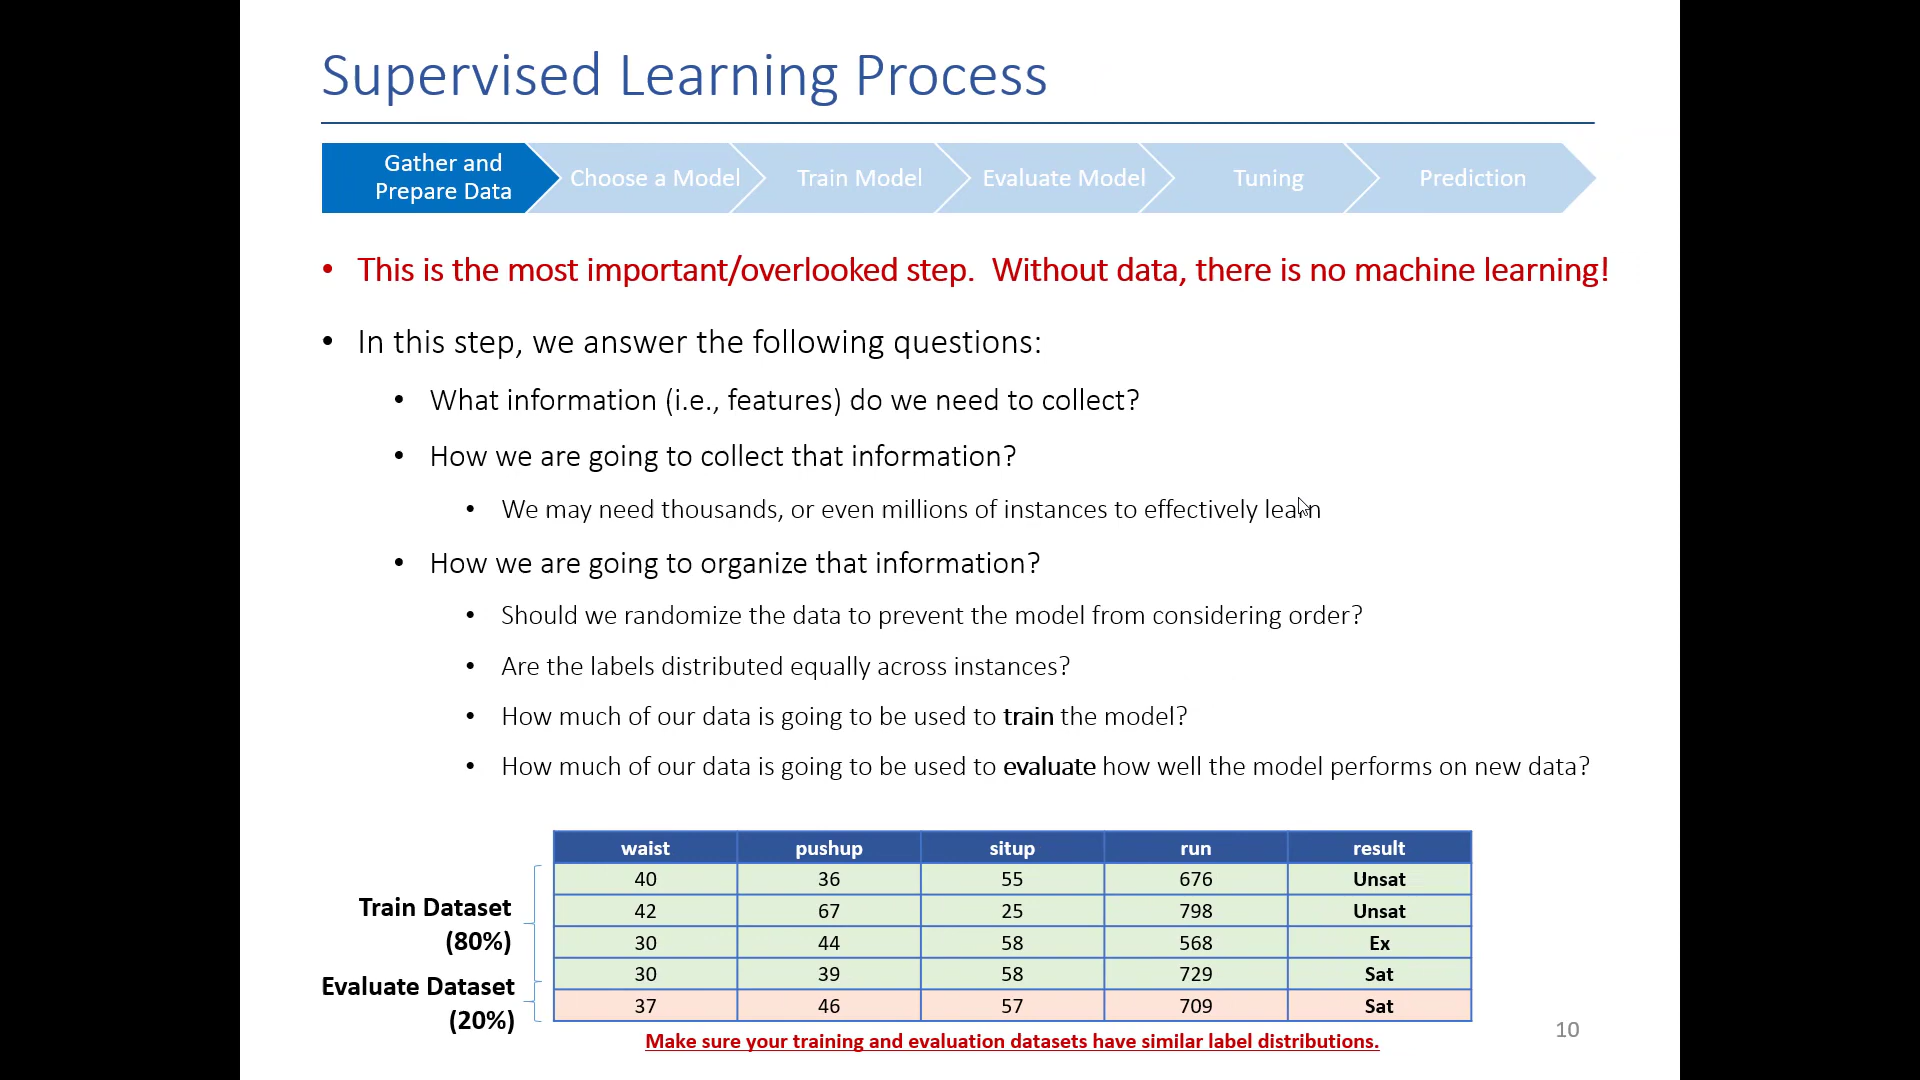 Supervised Learning Process
Gather and
Prepare Data
Choose a Model
Train Model
Evaluate Model
Tuning
Prediction
• This is the most important/overlooked step.  Without data, there is no machine learning!
• In this step, we answer the following questions:
• What information (i.e., features) do we need to collect?
• How we are going to collect that information?
• We may need thousands, or even millions of instances to effectively learn
• How we are going to organize that information?
• Should we randomize the data to prevent the model from considering order?
• Are the labels distributed equally across instances?
• How much of our data is going to be used to train the model?
• How much of our data is going to be used to evaluate how well the model performs on new data?
waist pushup situp run result
40 36 55 676 Unsat
42 67 25 798 Unsat
30 44 58 568 Ex
30 39 58 729 Sat
37 46 57 709 Sat
Train Dataset
(80%)
Evaluate Dataset
(20%)
Make sure your training and evaluation datasets have similar label distributions.
10